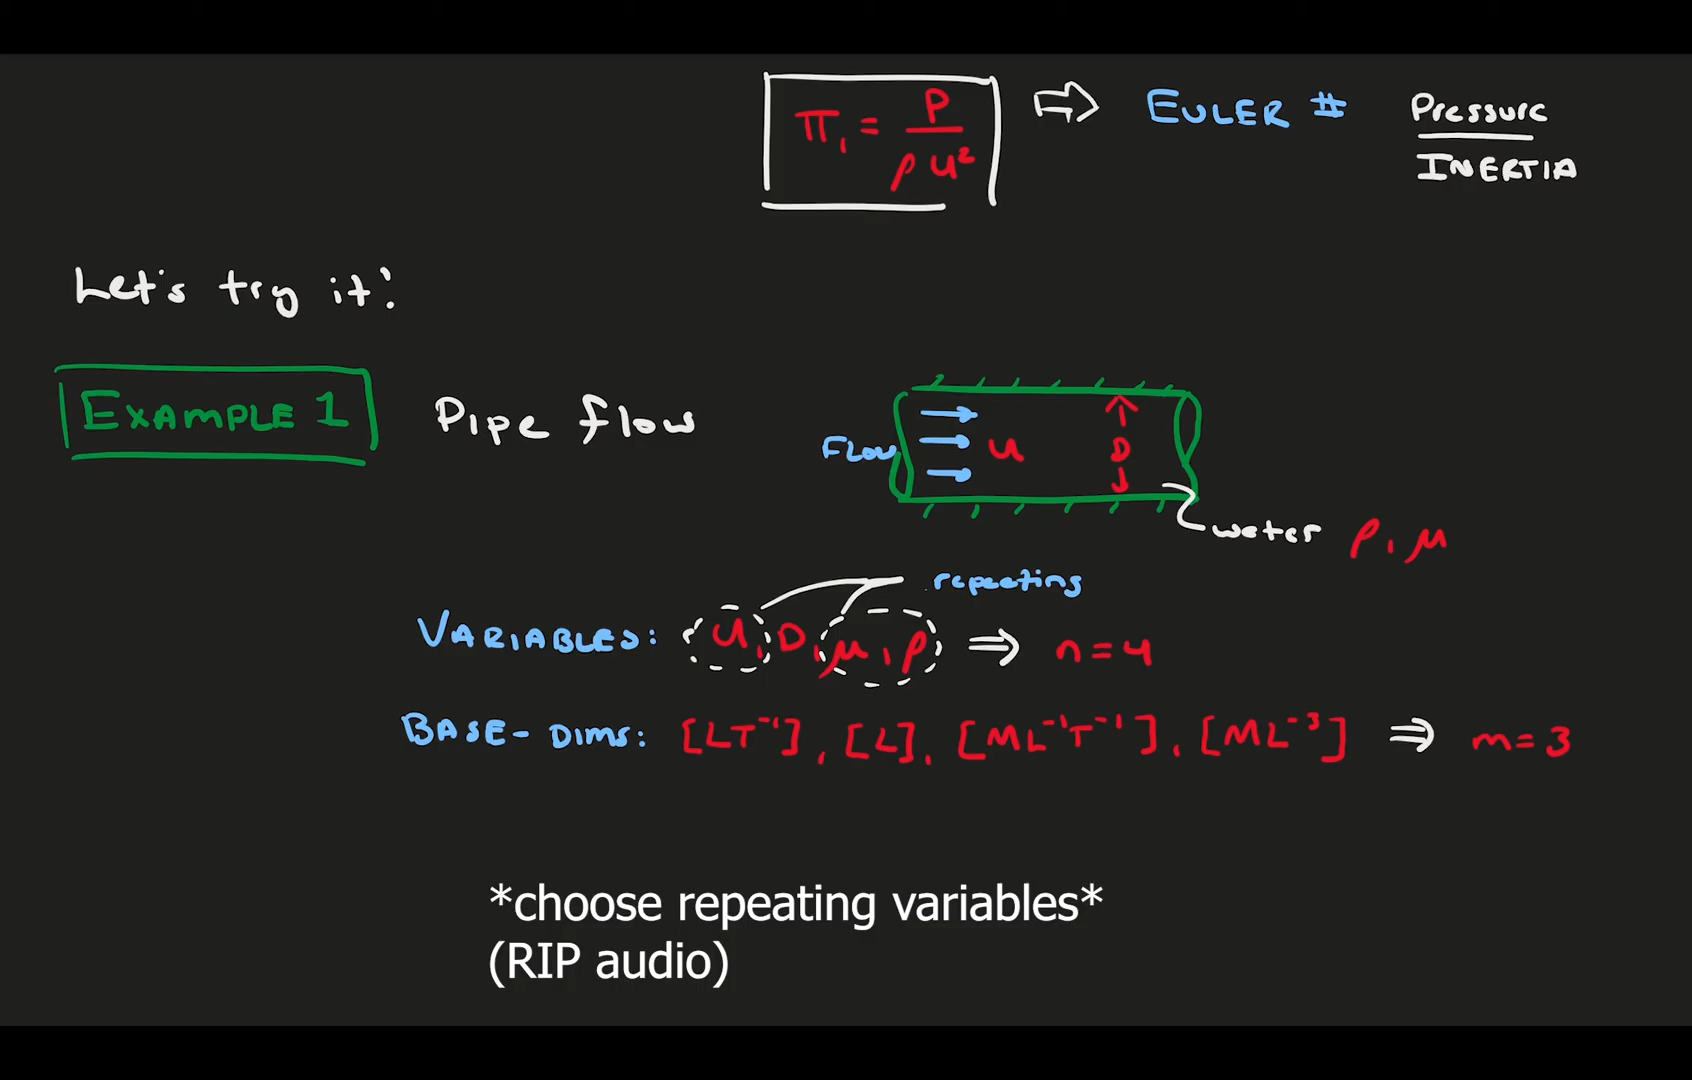 Π₁ = P / ρ u² ⇒ EULER # Pressure / INERTIA
Let's try it!
EXAMPLE 1 Pipe flow
FLOW u D
water ρ, μ
repeating
VARIABLES: u, D, μ, ρ ⇒ n = 4
BASE-DIMS: [LT⁻¹], [L], [ML⁻¹T⁻¹], [ML⁻³] ⇒ m = 3
*choose repeating variables*
(RIP audio)